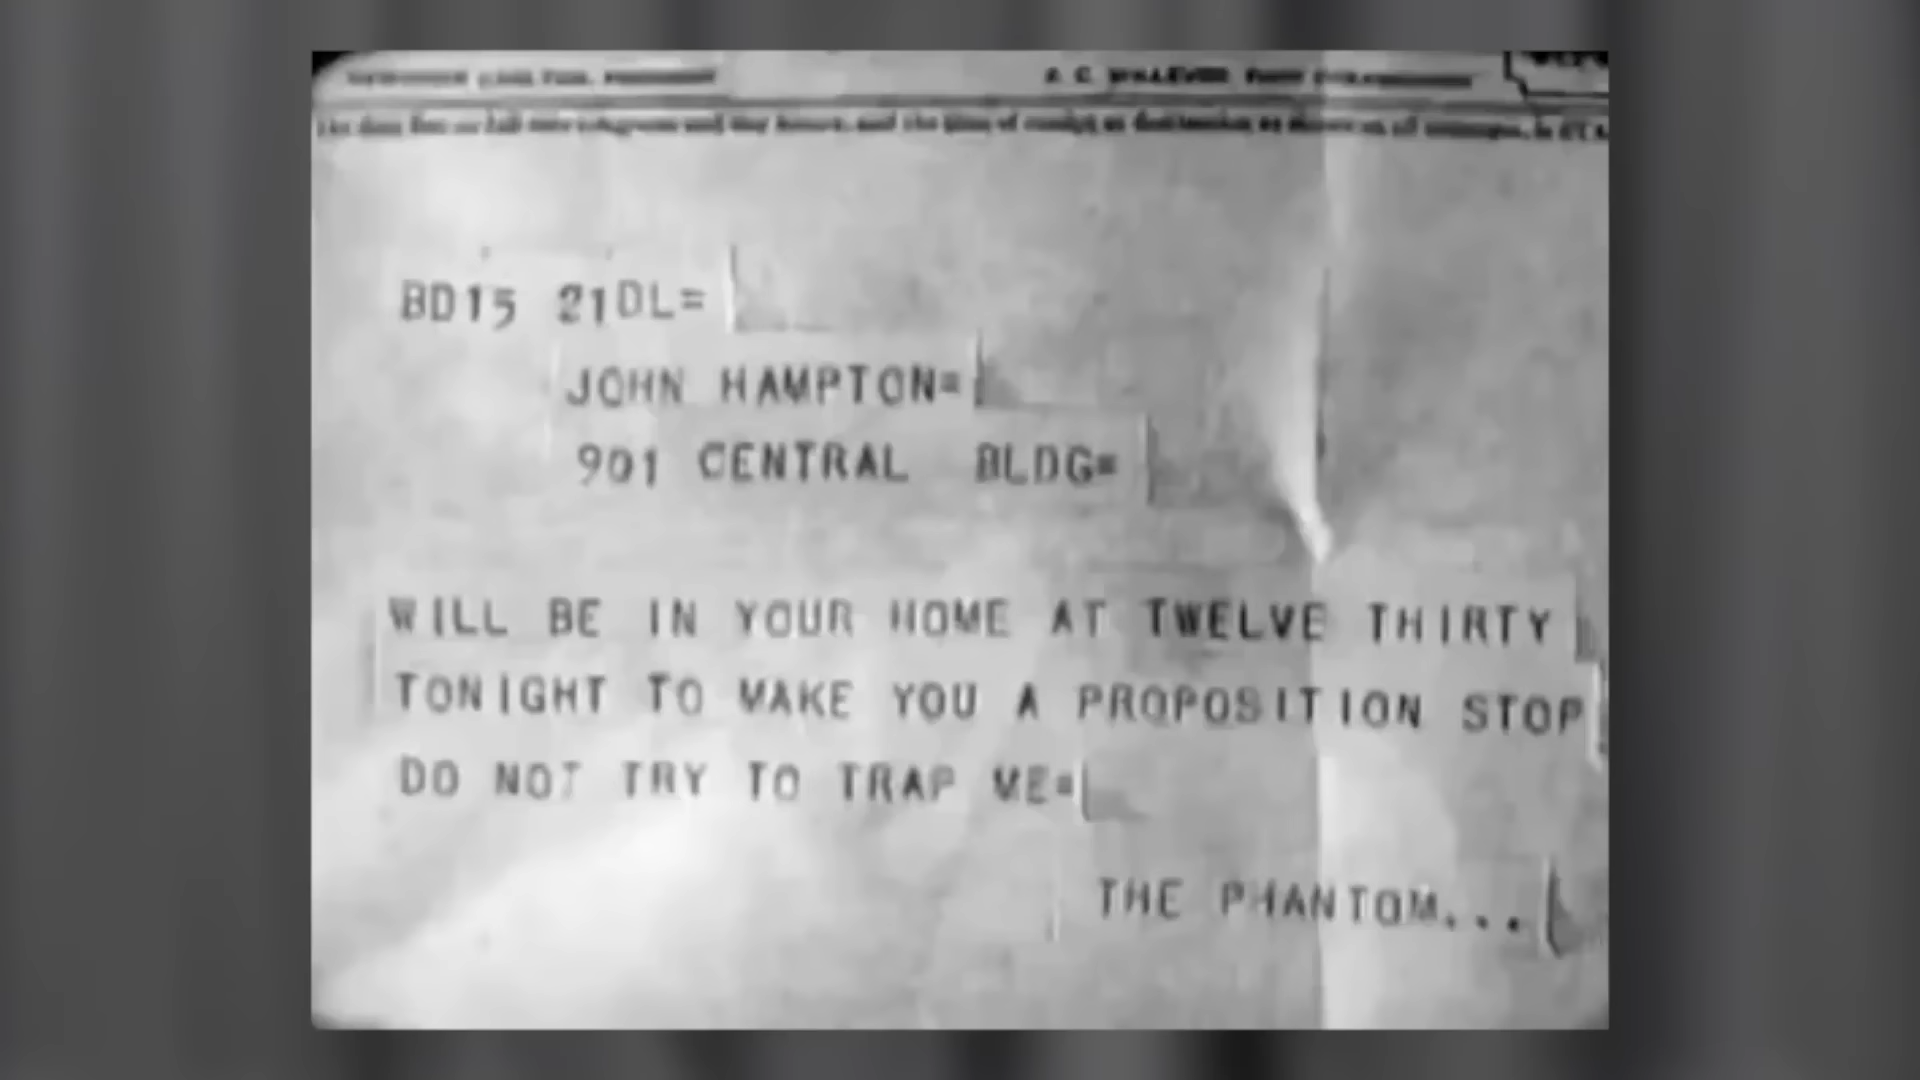 J. C. WILLEVER
BD15 21DL=
JOHN HAMPTON=
901 CENTRAL BLDG=
WILL BE IN YOUR HOME AT TWELVE THIRTY
TONIGHT TO MAKE YOU A PROPOSITION STOP
DO NOT TRY TO TRAP ME=
THE PHANTOM...